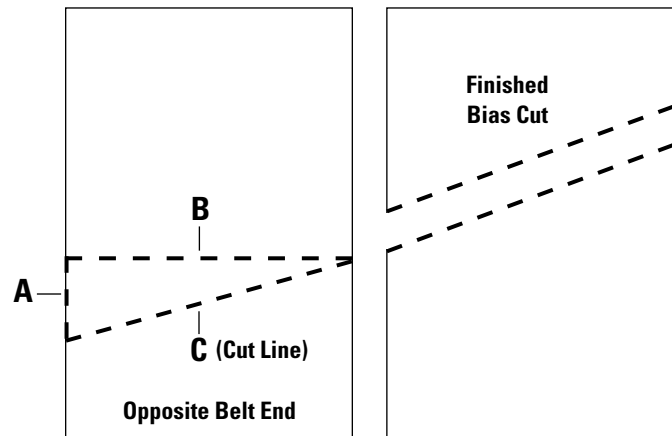 Finished
Bias Cut
B
A
C (Cut Line)
Opposite Belt End